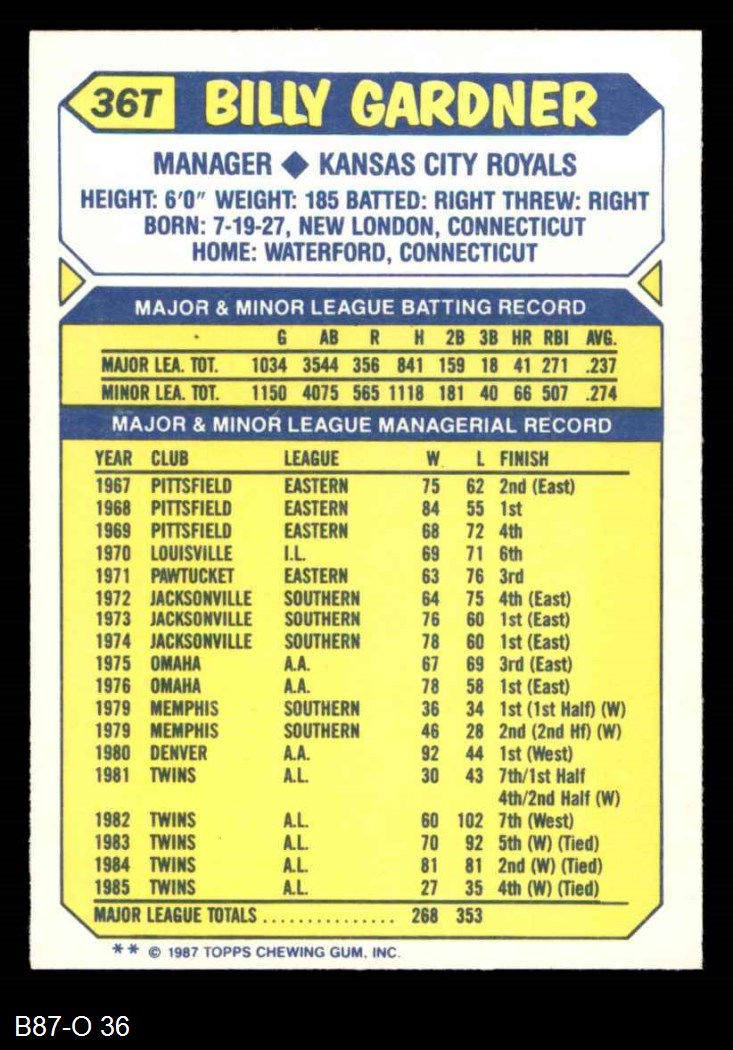 36T BILLY GARDNER
MANAGER ◆ KANSAS CITY ROYALS
HEIGHT: 6'0" WEIGHT: 185 BATTED: RIGHT THREW: RIGHT
BORN: 7-19-27, NEW LONDON, CONNECTICUT
HOME: WATERFORD, CONNECTICUT
MAJOR & MINOR LEAGUE BATTING RECORD
G AB R H 2B 3B HR RBI AVG.
MAJOR LEA. TOT. 1034 3544 356 841 159 18 41 271 .237
MINOR LEA. TOT. 1150 4075 565 1118 181 40 66 507 .274
MAJOR & MINOR LEAGUE MANAGERIAL RECORD
YEAR CLUB LEAGUE W L FINISH
1967 PITTSFIELD EASTERN 75 62 2nd (East)
1968 PITTSFIELD EASTERN 84 55 1st
1969 PITTSFIELD EASTERN 68 72 4th
1970 LOUISVILLE I.L. 69 71 6th
1971 PAWTUCKET EASTERN 63 76 3rd
1972 JACKSONVILLE SOUTHERN 64 75 4th (East)
1973 JACKSONVILLE SOUTHERN 76 60 1st (East)
1974 JACKSONVILLE SOUTHERN 78 60 1st (East)
1975 OMAHA A.A. 67 69 3rd (East)
1976 OMAHA A.A. 78 58 1st (East)
1979 MEMPHIS SOUTHERN 36 34 1st (1st Half) (W)
1979 MEMPHIS SOUTHERN 46 28 2nd (2nd Hf) (W)
1980 DENVER A.A. 92 44 1st (West)
1981 TWINS A.L. 30 43 7th/1st Half
4th/2nd Half (W)
1982 TWINS A.L. 60 102 7th (West)
1983 TWINS A.L. 70 92 5th (W) (Tied)
1984 TWINS A.L. 81 81 2nd (W) (Tied)
1985 TWINS A.L. 27 35 4th (W) (Tied)
MAJOR LEAGUE TOTALS ............... 268 353
** © 1987 TOPPS CHEWING GUM, INC.
B87-O 36